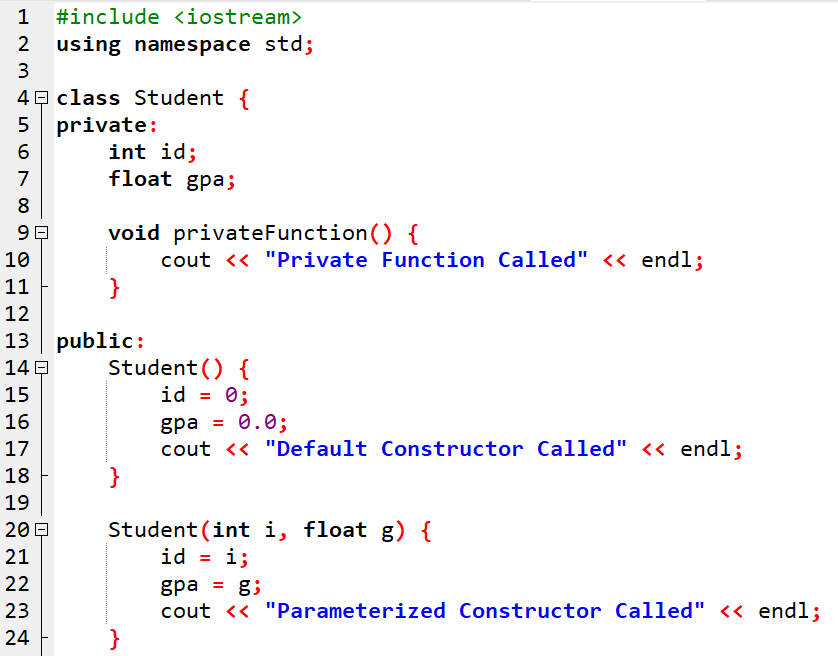 1 #include <iostream>
2 using namespace std;
3
4 class Student {
5 private:
6     int id;
7     float gpa;
8
9     void privateFunction() {
10         cout << "Private Function Called" << endl;
11     }
12
13 public:
14     Student() {
15         id = 0;
16         gpa = 0.0;
17         cout << "Default Constructor Called" << endl;
18     }
19
20     Student(int i, float g) {
21         id = i;
22         gpa = g;
23         cout << "Parameterized Constructor Called" << endl;
24     }